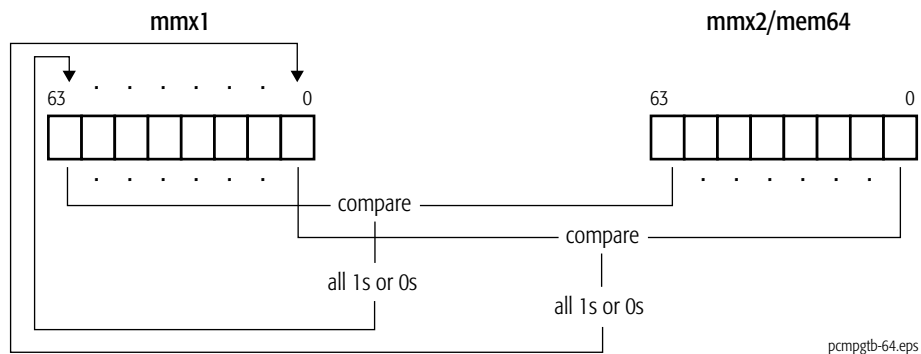 mmx1 mmx2/mem64
. . . . . .
63 0 63 0
. . . . . . . . . . . .
compare
compare
all 1s or 0s
all 1s or 0s
pcmpgtb-64.eps